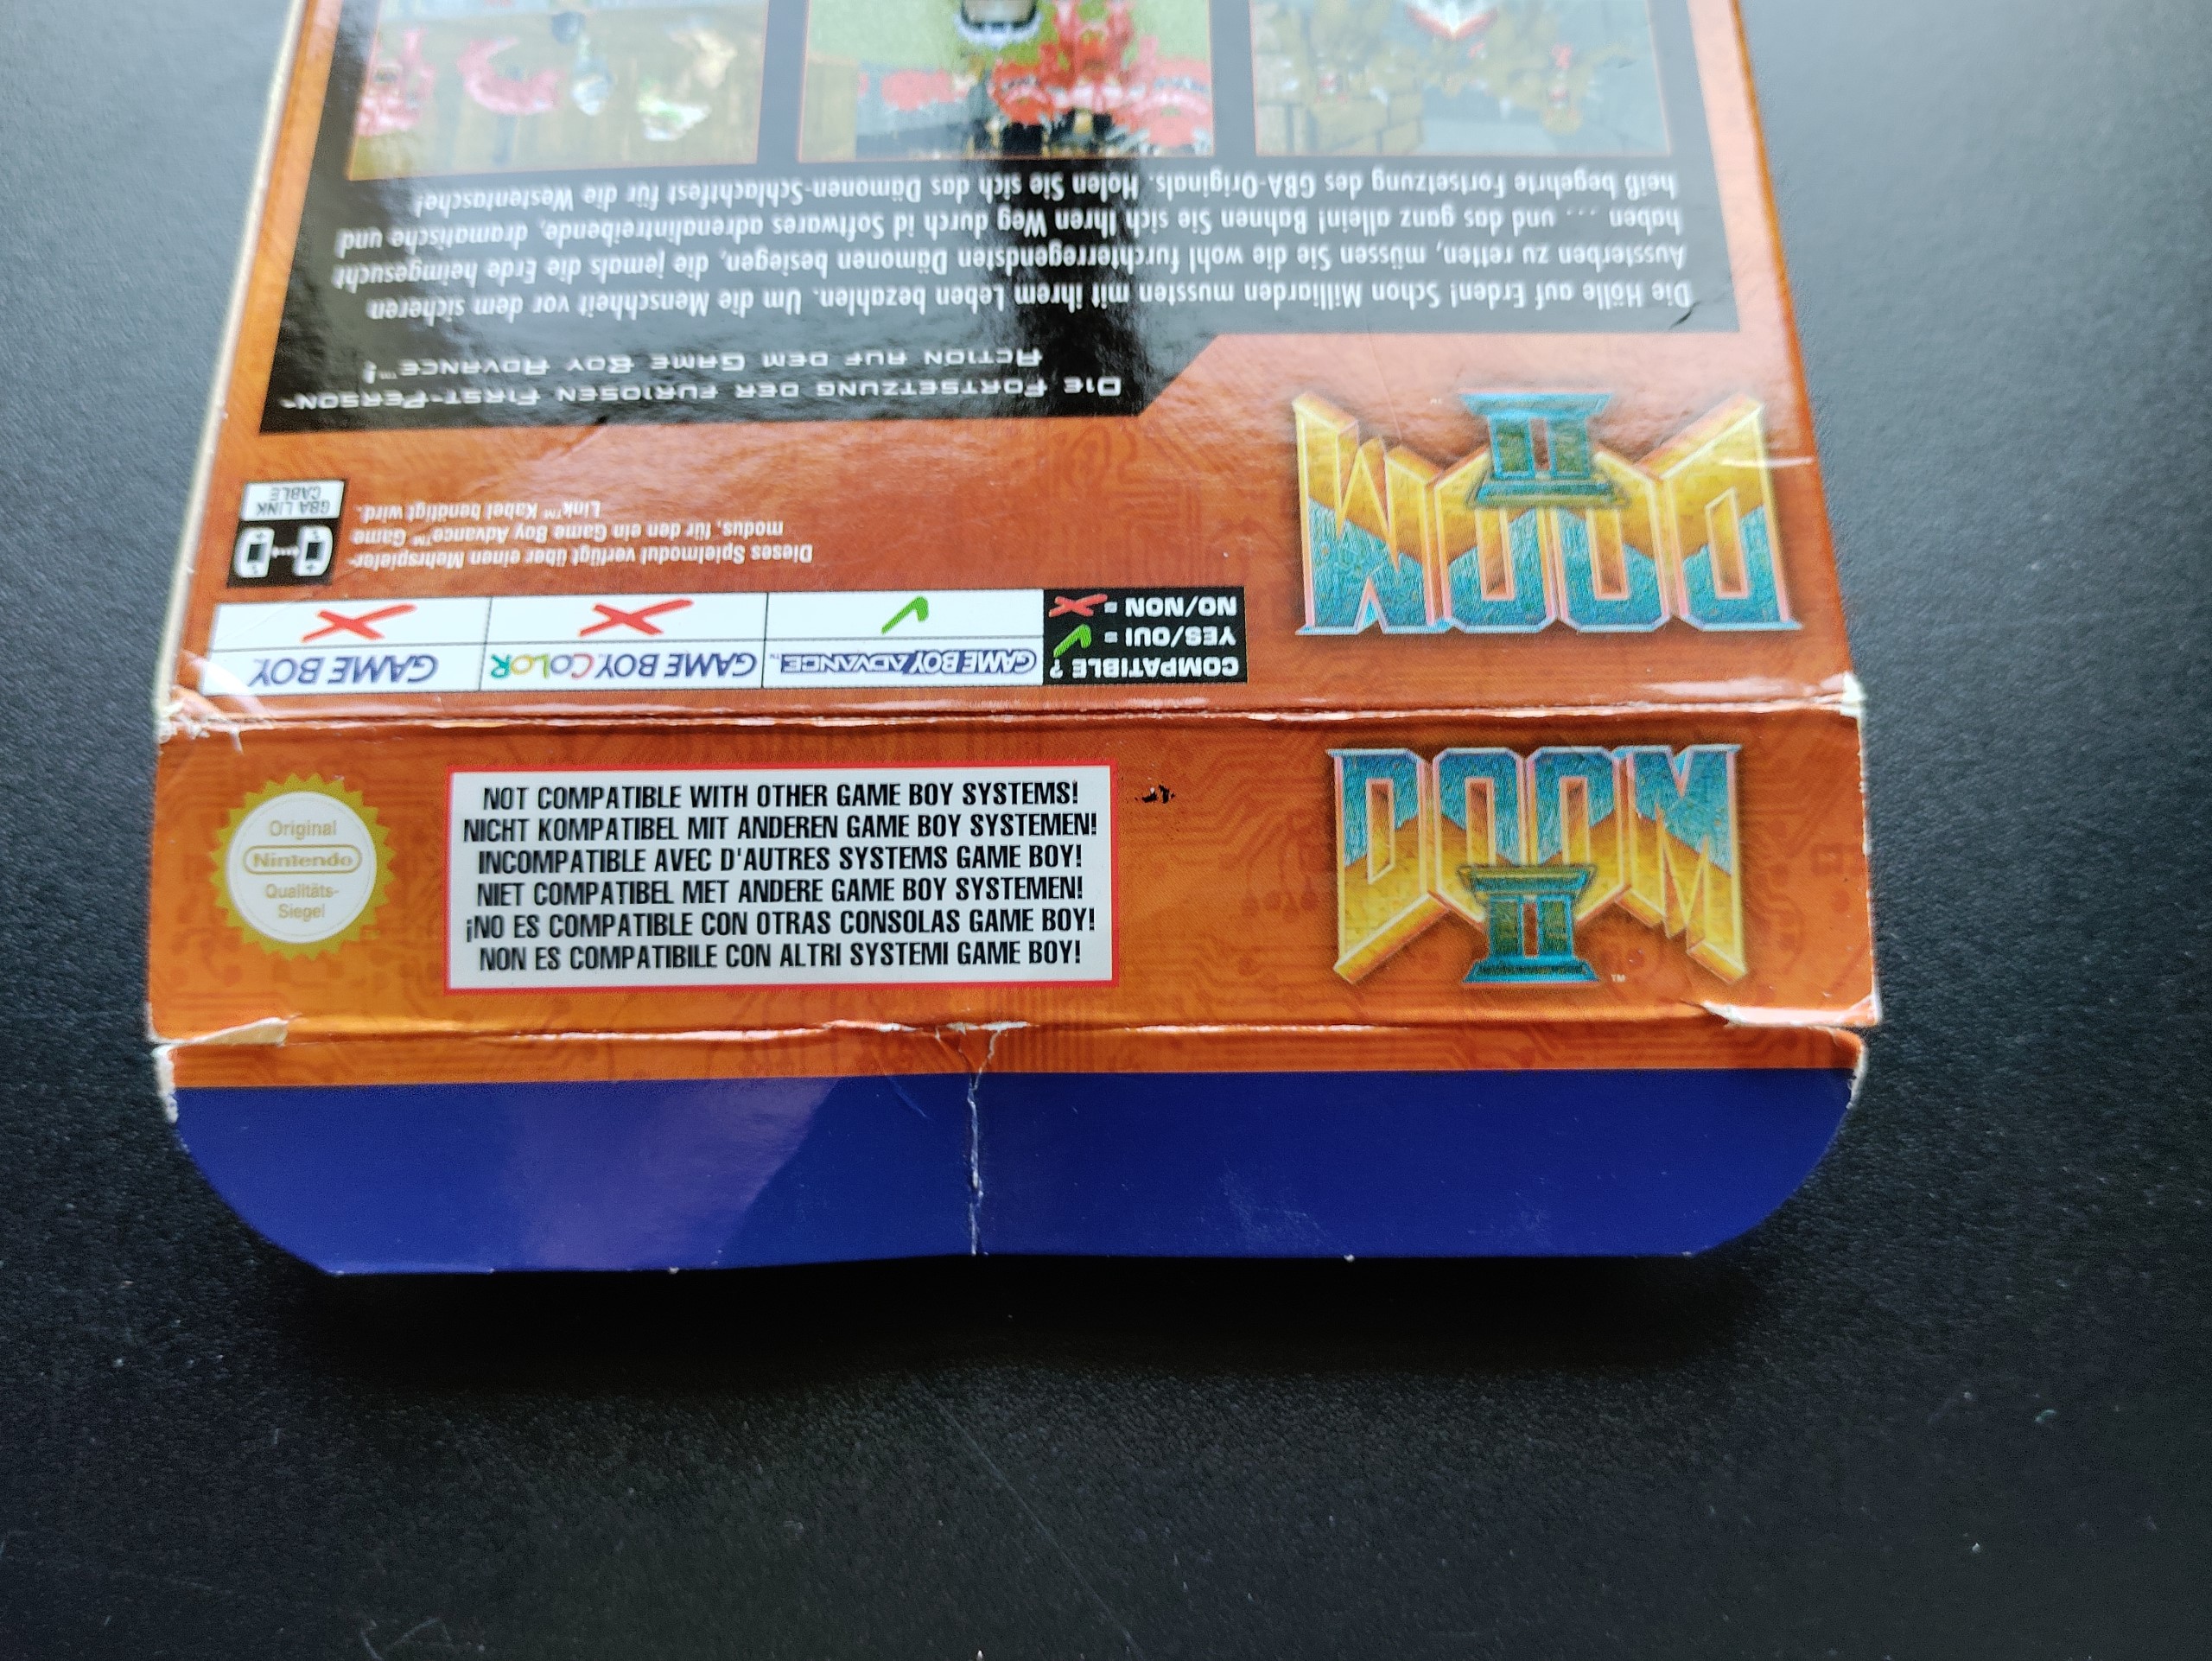 heiß begehrte Fortsetzung des GBA-Originals. Holen Sie sich das Dämonen-Schlachtfest für die Westentasche!
haben ... und das ganz allein! Bahnen Sie sich Ihren Weg durch id Softwares adrenalintreibende, dramatische und
Aussterben zu retten, müssen Sie die wohl furchterregendsten Dämonen besiegen, die jemals die Erde heimgesucht
Die Hölle auf Erden! Schon Milliarden mussten mit ihrem Leben bezahlen. Um die Menschheit vor dem sicheren
ACTION AUF DEM GAME BOY ADVANCE™!
DIE FORTSETZUNG DER FURIOSEN FIRST-PERSON-
DOOM II
GBA LINK
CABLE
Dieses Spielmodul verfügt über einen Mehrspieler-
modus, für den ein Game Boy Advance™ Game
Link™ Kabel benötigt wird.
COMPATIBLE ?
YES/OUI =
NO/NON =
GAME BOY ADVANCE™
GAME BOY COLOR
GAME BOY
Original
Nintendo
Qualitäts-
Siegel
NOT COMPATIBLE WITH OTHER GAME BOY SYSTEMS!
NICHT KOMPATIBEL MIT ANDEREN GAME BOY SYSTEMEN!
INCOMPATIBLE AVEC D'AUTRES SYSTEMS GAME BOY!
NIET COMPATIBEL MET ANDERE GAME BOY SYSTEMEN!
¡NO ES COMPATIBLE CON OTRAS CONSOLAS GAME BOY!
NON ES COMPATIBILE CON ALTRI SYSTEMI GAME BOY!
DOOM II™